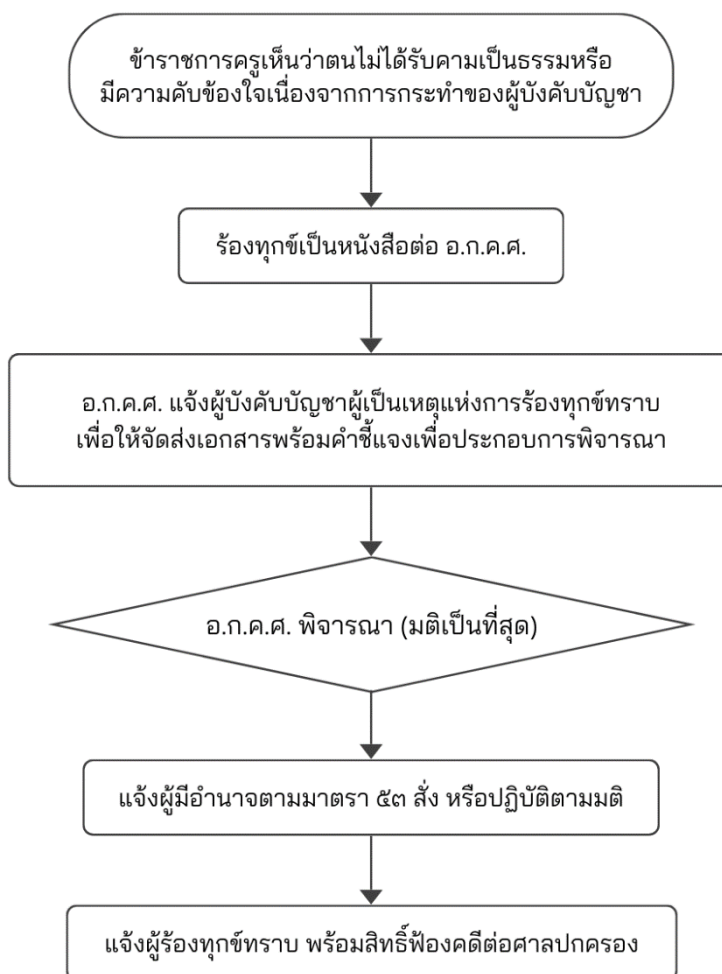 ข้าราชการครูเห็นว่าตนไม่ได้รับคามเป็นธรรมหรือ
มีความคับข้องใจเนื่องจากการกระทำของผู้บังคับบัญชา
ร้องทุกข์เป็นหนังสือต่อ อ.ก.ค.ศ.
อ.ก.ค.ศ. แจ้งผู้บังคับบัญชาผู้เป็นเหตุแห่งการร้องทุกข์ทราบ
เพื่อให้จัดส่งเอกสารพร้อมคำชี้แจงเพื่อประกอบการพิจารณา
อ.ก.ค.ศ. พิจารณา (มติเป็นที่สุด)
แจ้งผู้มีอำนาจตามมาตรา ๕๓ สั่ง หรือปฏิบัติตามมติ
แจ้งผู้ร้องทุกข์ทราบ พร้อมสิทธิ์ฟ้องคดีต่อศาลปกครอง